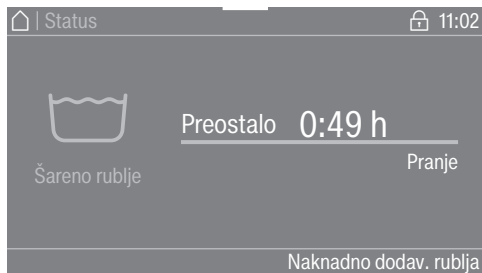 | Status 11:02
Preostalo 0:49 h
Pranje
Šareno rublje
Naknadno dodav. rublja